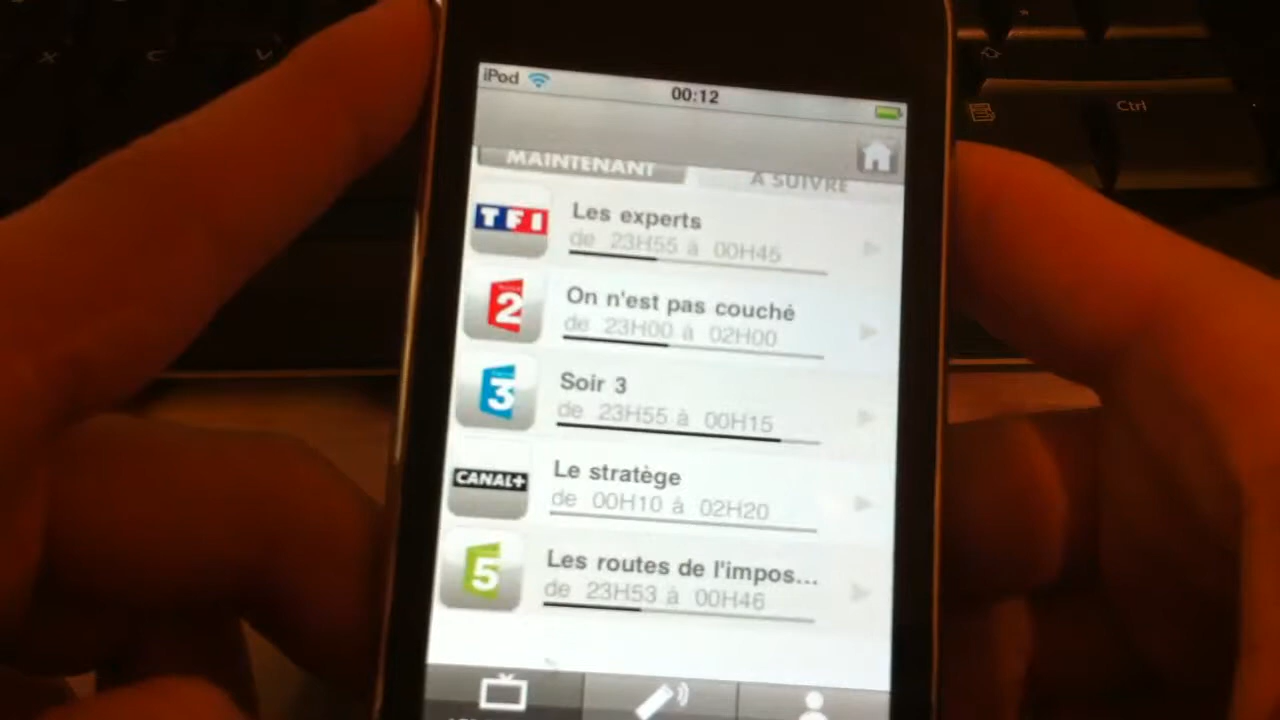 X
C
V
Ctrl
iPod
00:12
MAINTENANT
A SUIVRE
TF1
Les experts
de 23H55 à 00H45
2
On n'est pas couché
de 23H00 à 02H00
3
Soir 3
de 23H55 à 00H15
CANAL+
Le stratège
de 00H10 à 02H20
5
Les routes de l'impos...
de 23H53 à 00H46